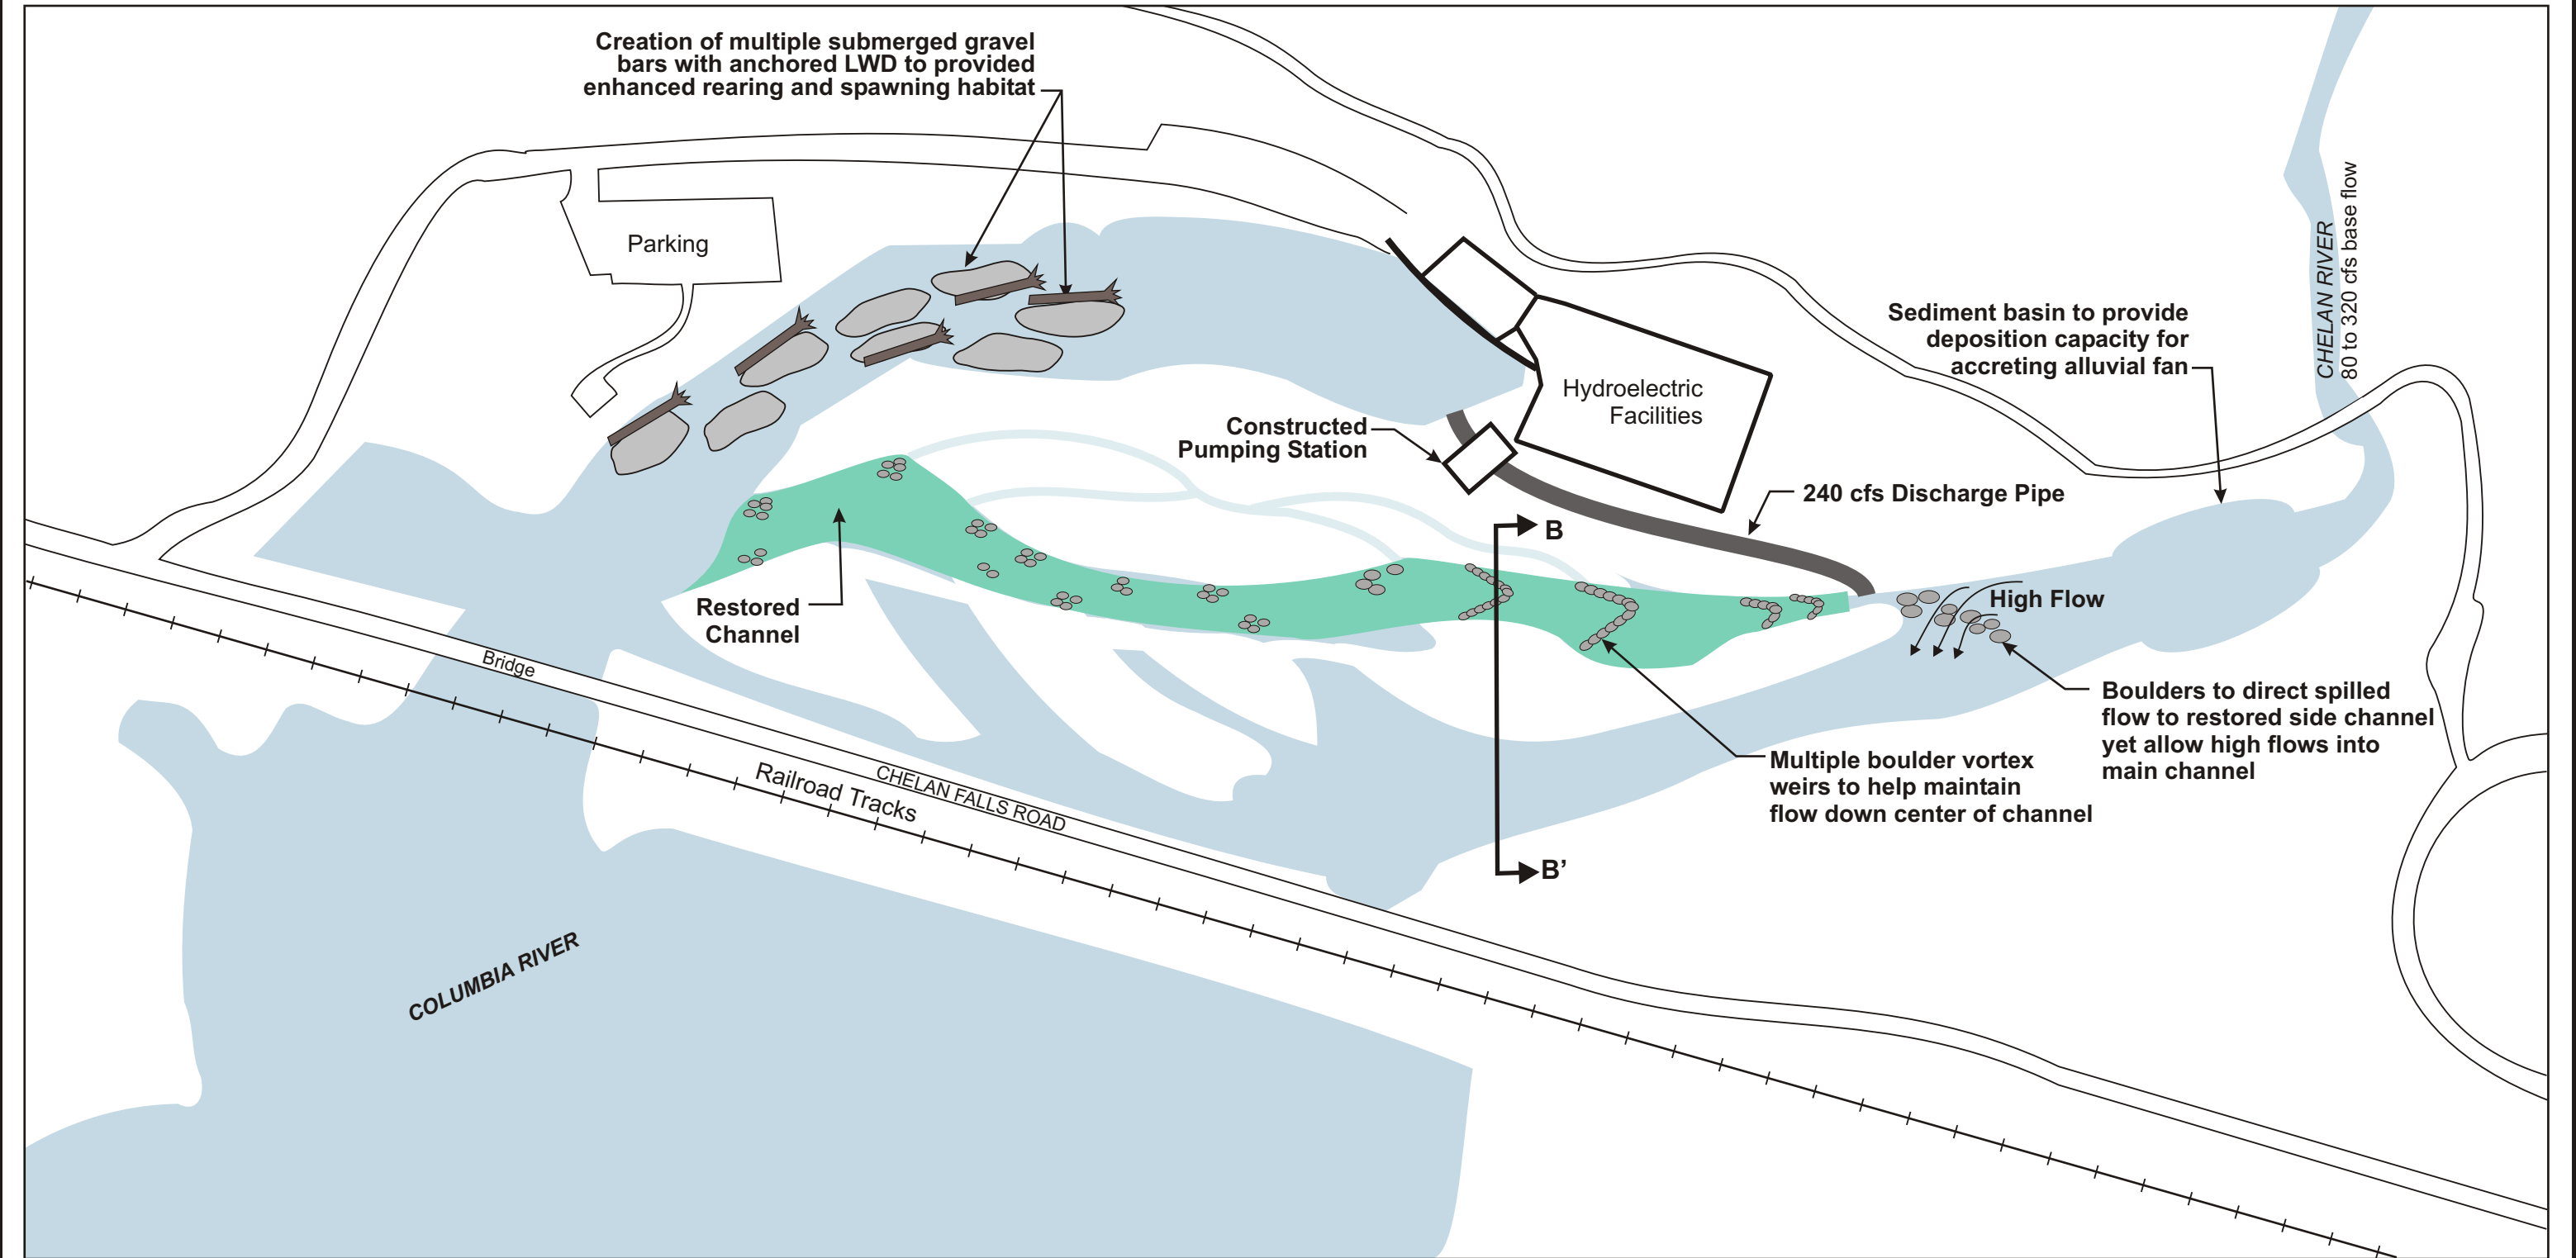 Creation of multiple submerged gravel
bars with anchored LWD to provided
enhanced rearing and spawning habitat
Parking
CHELAN RIVER
80 to 320 cfs base flow
Sediment basin to provide
deposition capacity for
accreting alluvial fan
Hydroelectric
Facilities
Constructed
Pumping Station
240 cfs Discharge Pipe
B
High Flow
Restored
Channel
Bridge
Boulders to direct spilled
flow to restored side channel
yet allow high flows into
main channel
Multiple boulder vortex
weirs to help maintain
flow down center of channel
CHELAN FALLS ROAD
Railroad Tracks
B’
COLUMBIA RIVER